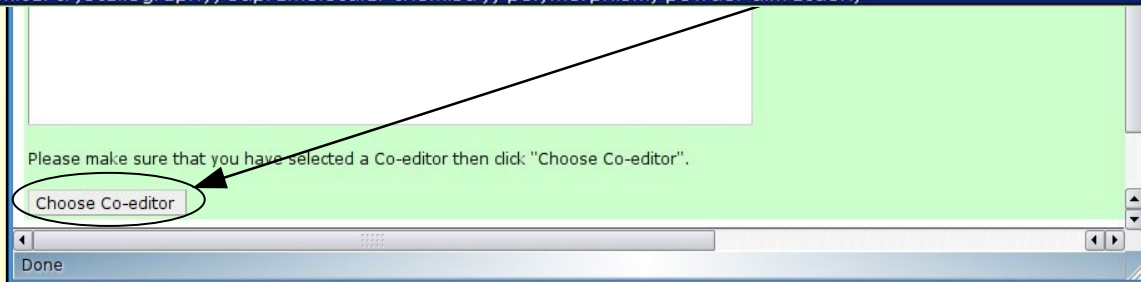 Please make sure that you have selected a Co-editor then click "Choose Co-editor".
Choose Co-editor
Done